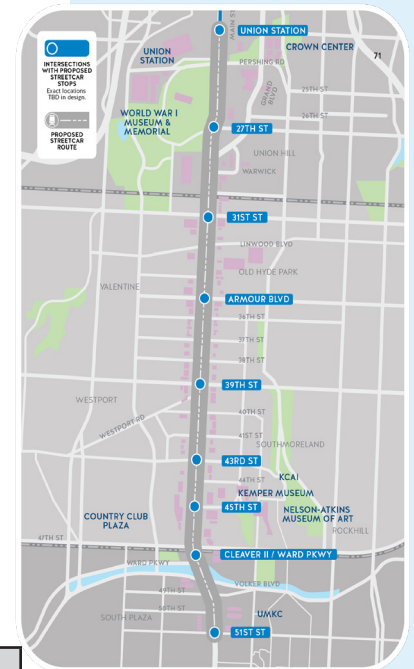 MAIN ST
UNION STATION
UNION
STATION
CROWN CENTER
71
PERSHING RD
GRAND
BLVD
25TH ST
26TH ST
INTERSECTIONS
WITH PROPOSED
STREETCAR
STOPS
Exact locations
TBD in design.
PROPOSED
STREETCAR
ROUTE
WORLD WAR I
MUSEUM &
MEMORIAL
27TH ST
UNION HILL
WARWICK
31ST ST
LINWOOD BLVD
OLD HYDE PARK
VALENTINE
ARMOUR BLVD
36TH ST
37TH ST
38TH ST
39TH ST
WESTPORT
40TH ST
WESTPORT RD
41ST ST
SOUTHMORELAND
43RD ST
KCAI
44TH ST
KEMPER MUSEUM
45TH ST
NELSON-ATKINS
MUSEUM OF ART
COUNTRY CLUB
PLAZA
ROCKHILL
47TH ST
CLEAVER II / WARD PKWY
WARD PKWY
VOLKER BLVD
49TH ST
50TH ST
SOUTH PLAZA
UMKC
51ST ST